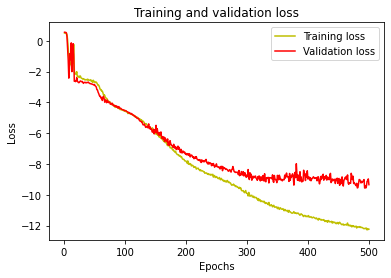 Training and validation loss
Training loss
Validation loss
Loss
0
−2
−4
−6
−8
−10
−12
0 100 200 300 400 500
Epochs